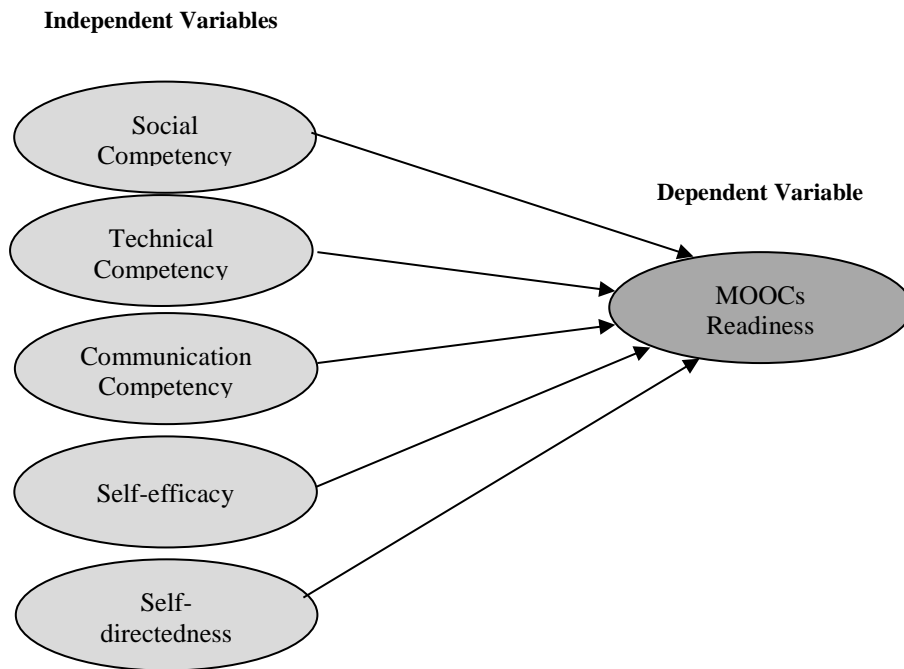 Independent Variables
Social
Competency
Technical
Competency
Communication
Competency
Self-efficacy
Self-
directedness
Dependent Variable
MOOCs
Readiness